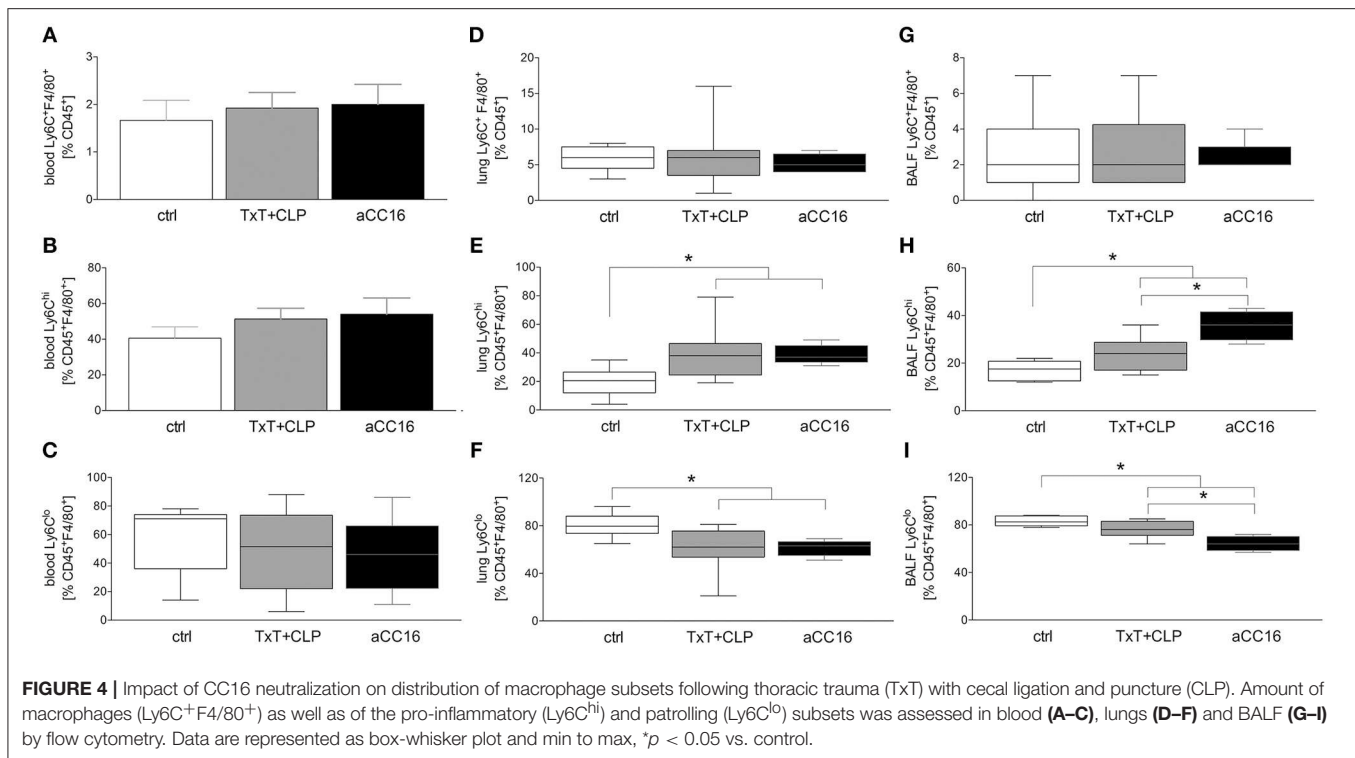 A
blood Ly6C⁺F4/80⁺
[% CD45⁺]
3
2
1
0
ctrl
TxT+CLP
aCC16
D
lung Ly6C⁺ F4/80⁺
[% CD45⁺]
20
15
10
5
0
ctrl
TxT+CLP
aCC16
G
BALF Ly6C⁺F4/80⁺
[% CD45⁺]
8
6
4
2
0
ctrl
TxT+CLP
aCC16
B
blood Ly6Cʰⁱ
[% CD45⁺F4/80⁺]
80
60
40
20
0
ctrl
TxT+CLP
aCC16
E
lung Ly6Cʰⁱ
[% CD45⁺F4/80⁺]
100
80
60
40
20
0
*
ctrl
TxT+CLP
aCC16
H
BALF Ly6Cʰⁱ
[% CD45⁺F4/80⁺]
60
40
20
0
*
*
ctrl
TxT+CLP
aCC16
C
blood Ly6Cˡᵒ
[% CD45⁺F4/80⁺]
100
80
60
40
20
0
ctrl
TxT+CLP
aCC16
F
lung Ly6Cˡᵒ
[% CD45⁺F4/80⁺]
120
80
40
0
*
ctrl
TxT+CLP
aCC16
I
BALF Ly6Cˡᵒ
[% CD45⁺F4/80⁺]
120
80
40
0
*
*
ctrl
TxT+CLP
aCC16
FIGURE 4 | Impact of CC16 neutralization on distribution of macrophage subsets following thoracic trauma (TxT) with cecal ligation and puncture (CLP). Amount of
macrophages (Ly6C⁺F4/80⁺) as well as of the pro-inflammatory (Ly6Cʰⁱ) and patrolling (Ly6Cˡᵒ) subsets was assessed in blood (A–C), lungs (D–F) and BALF (G–I)
by flow cytometry. Data are represented as box-whisker plot and min to max, *p < 0.05 vs. control.